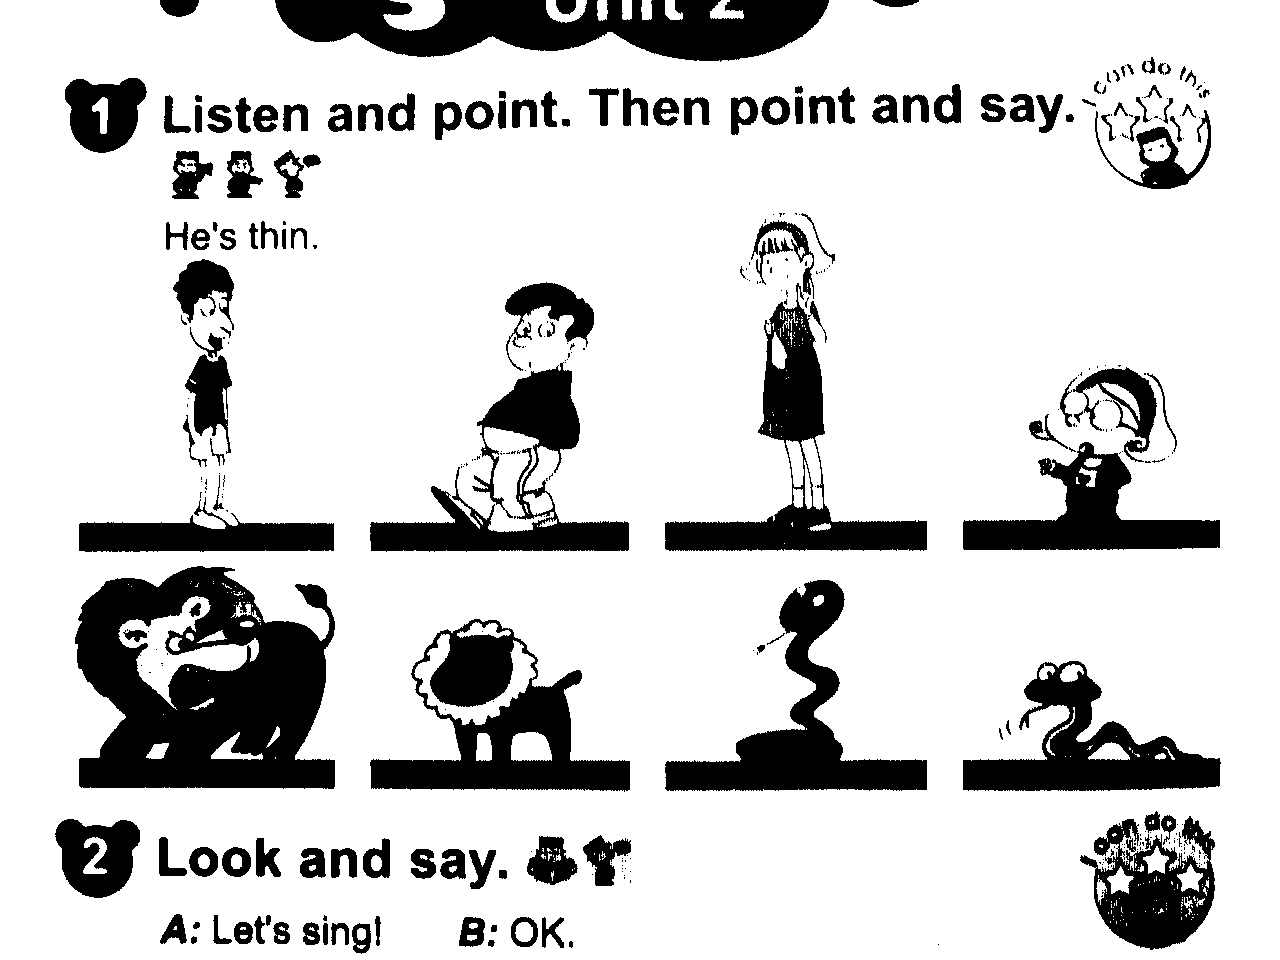 Unit 2
1 Listen and point. Then point and say.
I can do this
He's thin.
2 Look and say.
I can do this
A: Let's sing! B: OK.